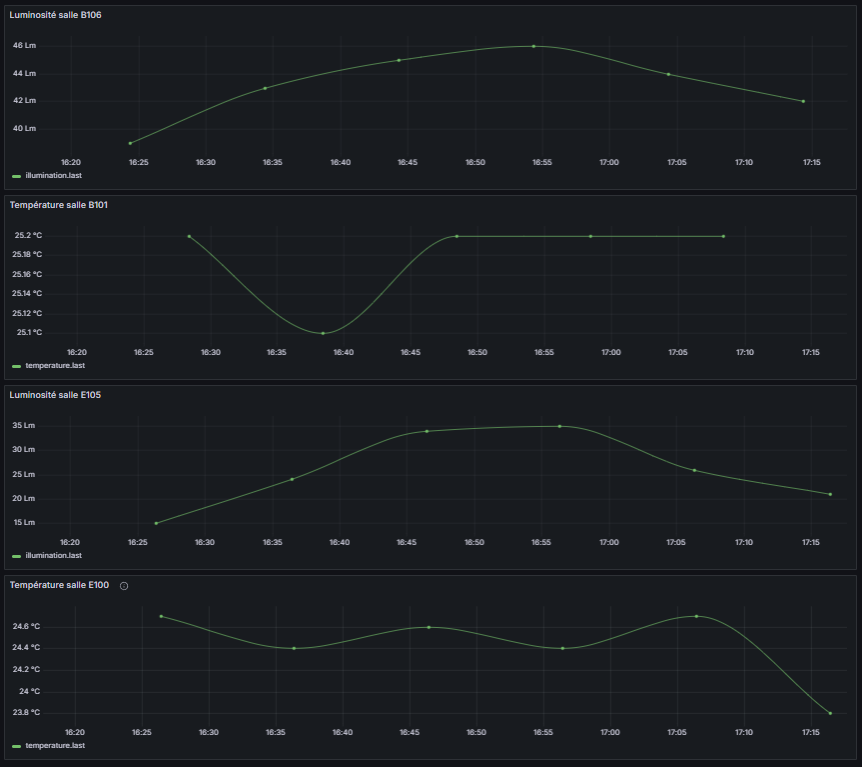 Luminosité salle B106
46 Lm
44 Lm
42 Lm
40 Lm
16:20 16:25 16:30 16:35 16:40 16:45 16:50 16:55 17:00 17:05 17:10 17:15
illumination.last
Température salle B101
25.2 °C
25.18 °C
25.16 °C
25.14 °C
25.12 °C
25.1 °C
16:20 16:25 16:30 16:35 16:40 16:45 16:50 16:55 17:00 17:05 17:10 17:15
temperature.last
Luminosité salle E105
35 Lm
30 Lm
25 Lm
20 Lm
15 Lm
16:20 16:25 16:30 16:35 16:40 16:45 16:50 16:55 17:00 17:05 17:10 17:15
illumination.last
Température salle E100
24.6 °C
24.4 °C
24.2 °C
24 °C
23.8 °C
16:20 16:25 16:30 16:35 16:40 16:45 16:50 16:55 17:00 17:05 17:10 17:15
temperature.last